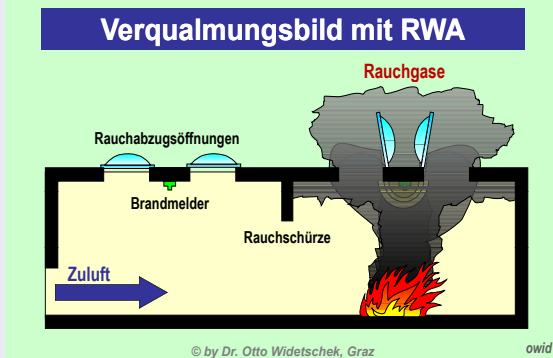 Verqualmungsbild mit RWA
Rauchgase
Rauchabzugsöffnungen
Brandmelder
Rauchschürze
Zuluft
© by Dr. Otto Widetschek, Graz
owid